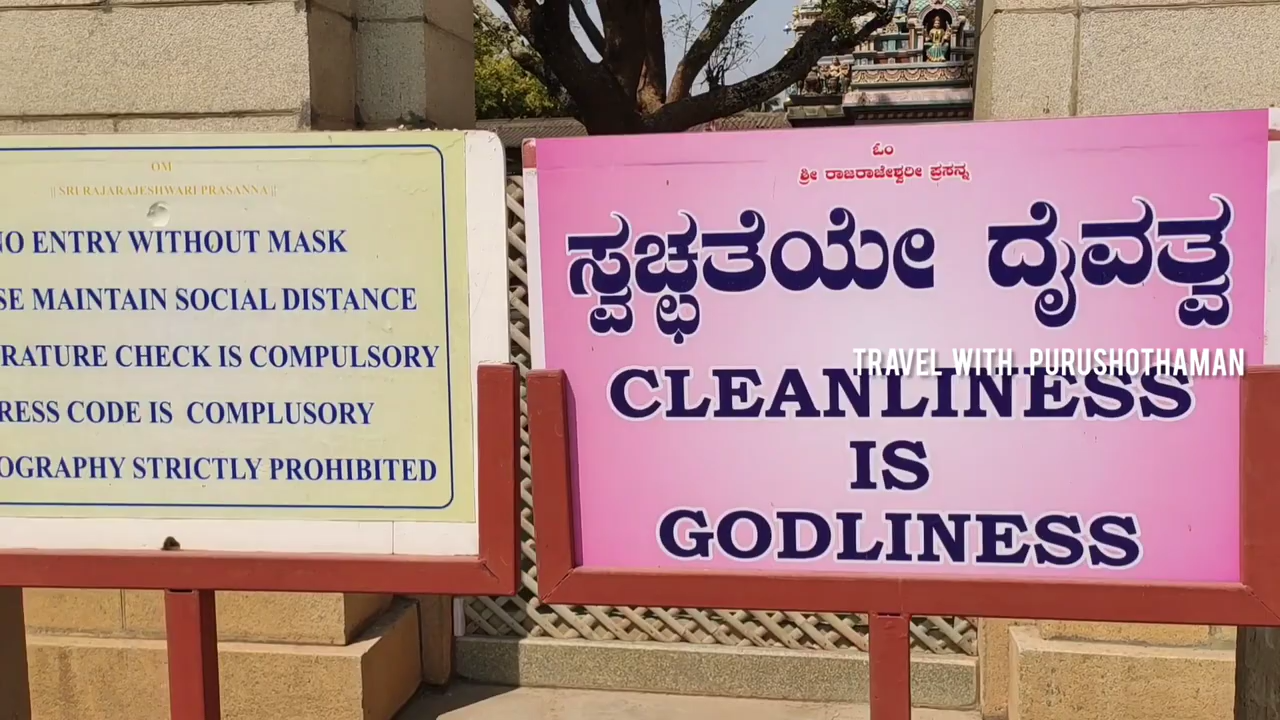 OM
|| SRI RAJARAJESHWARI PRASANNA ||
NO ENTRY WITHOUT MASK
SE MAINTAIN SOCIAL DISTANCE
RATURE CHECK IS COMPULSORY
RESS CODE IS COMPLUSORY
OGRAPHY STRICTLY PROHIBITED
ಓಂ
ಶ್ರೀ ರಾಜರಾಜೇಶ್ವರೀ ಪ್ರಸನ್ನ
ಸ್ವಚ್ಛತೆಯೇ ದೈವತ್ವ
TRAVEL WITH PURUSHOTHAMAN
CLEANLINESS
IS
GODLINESS